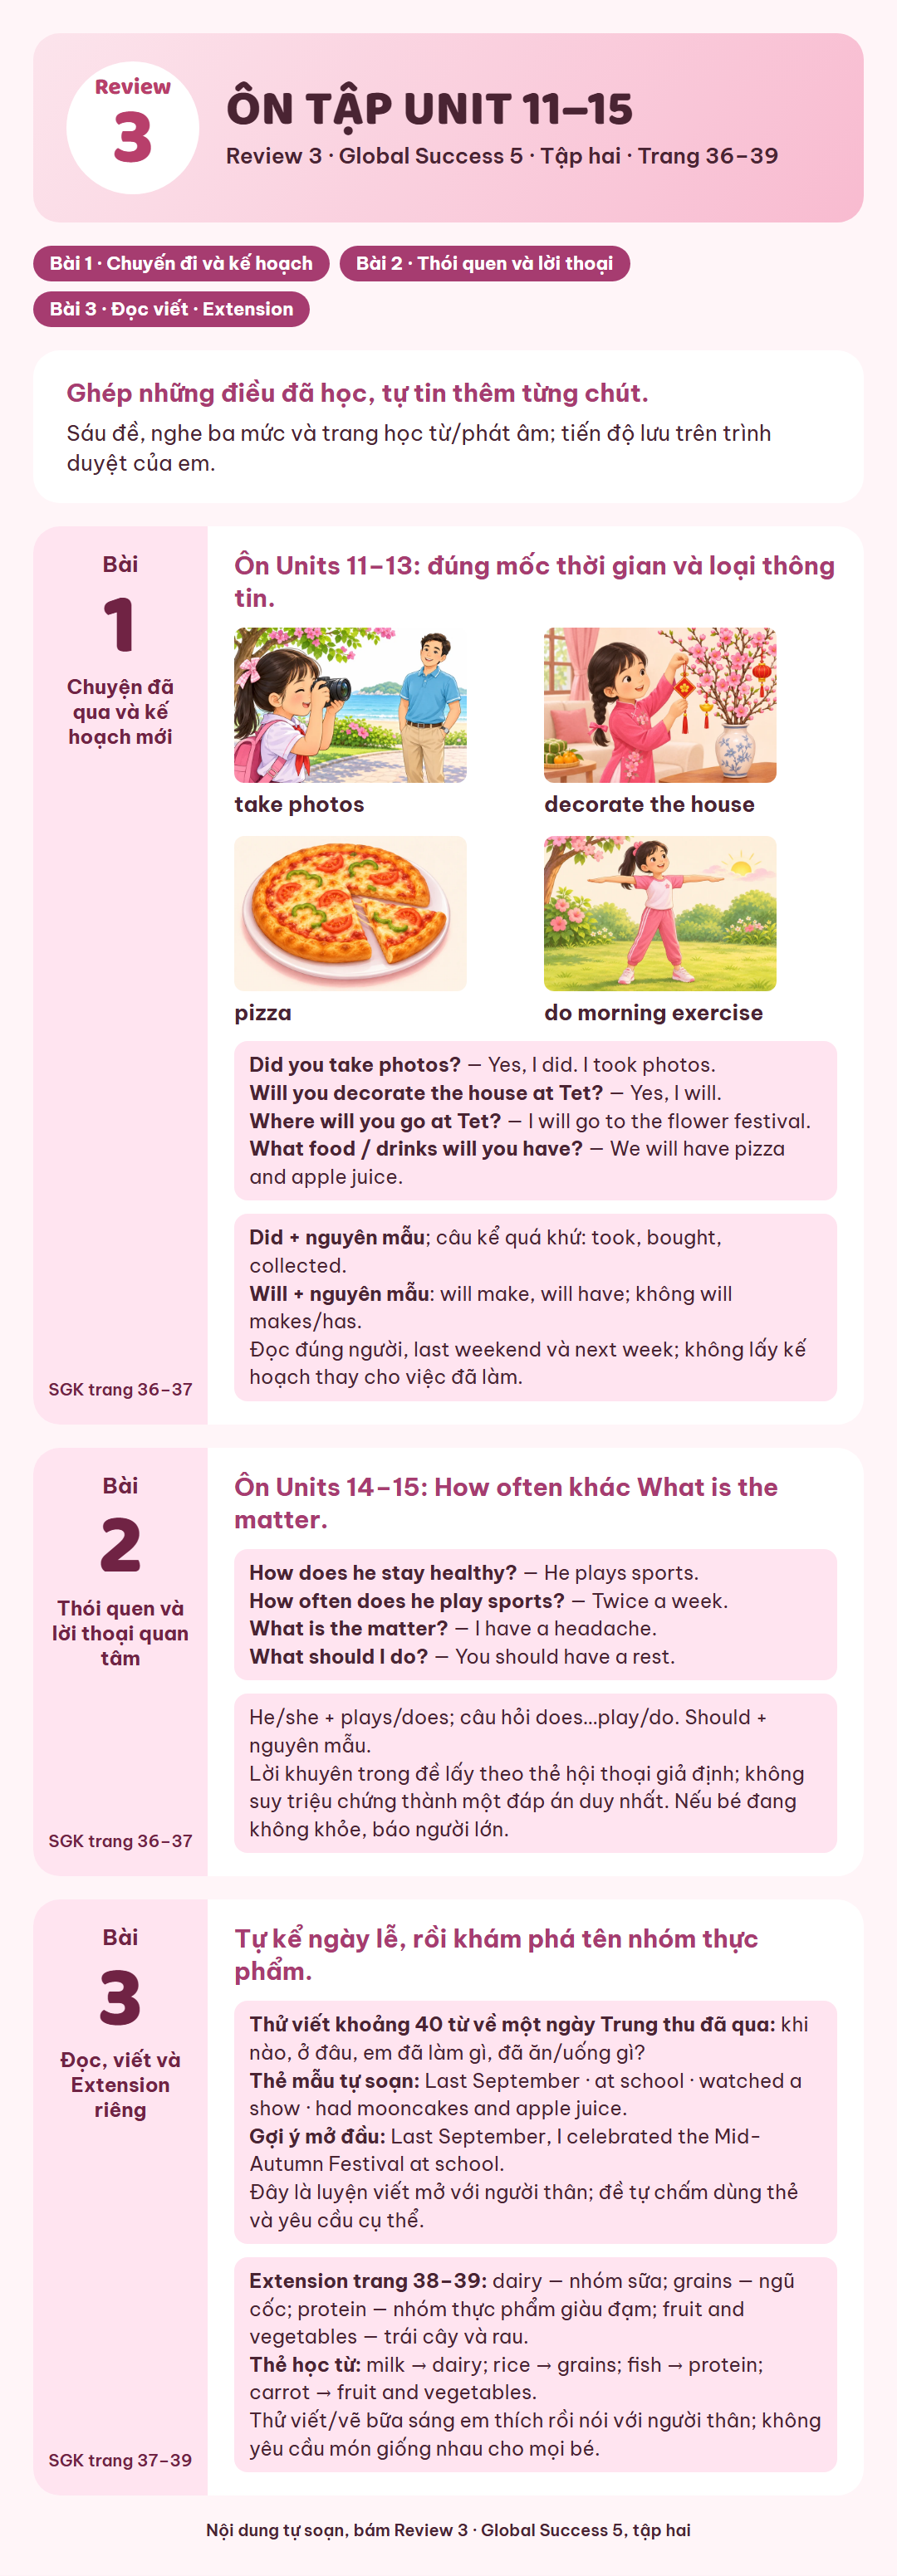 Review
3
ÔN TẬP UNIT 11–15
Review 3 · Global Success 5 · Tập hai · Trang 36–39
Bài 1 · Chuyến đi và kế hoạch
Bài 2 · Thói quen và lời thoại
Bài 3 · Đọc viết · Extension
Ghép những điều đã học, tự tin thêm từng chút.
Sáu đề, nghe ba mức và trang học từ/phát âm; tiến độ lưu trên trình
duyệt của em.
Bài
1
Chuyện đã
qua và kế
hoạch mới
SGK trang 36–37
Ôn Units 11–13: đúng mốc thời gian và loại thông
tin.
take photos
decorate the house
pizza
do morning exercise
Did you take photos? — Yes, I did. I took photos.
Will you decorate the house at Tet? — Yes, I will.
Where will you go at Tet? — I will go to the flower festival.
What food / drinks will you have? — We will have pizza
and apple juice.
Did + nguyên mẫu; câu kể quá khứ: took, bought,
collected.
Will + nguyên mẫu: will make, will have; không will
makes/has.
Đọc đúng người, last weekend và next week; không lấy kế
hoạch thay cho việc đã làm.
Bài
2
Thói quen và
lời thoại quan
tâm
SGK trang 36–37
Ôn Units 14–15: How often khác What is the
matter.
How does he stay healthy? — He plays sports.
How often does he play sports? — Twice a week.
What is the matter? — I have a headache.
What should I do? — You should have a rest.
He/she + plays/does; câu hỏi does...play/do. Should +
nguyên mẫu.
Lời khuyên trong đề lấy theo thẻ hội thoại giả định; không
suy triệu chứng thành một đáp án duy nhất. Nếu bé đang
không khỏe, báo người lớn.
Bài
3
Đọc, viết và
Extension
riêng
SGK trang 37–39
Tự kể ngày lễ, rồi khám phá tên nhóm thực
phẩm.
Thử viết khoảng 40 từ về một ngày Trung thu đã qua: khi
nào, ở đâu, em đã làm gì, đã ăn/uống gì?
Thẻ mẫu tự soạn: Last September · at school · watched a
show · had mooncakes and apple juice.
Gợi ý mở đầu: Last September, I celebrated the Mid-
Autumn Festival at school.
Đây là luyện viết mở với người thân; đề tự chấm dùng thẻ
và yêu cầu cụ thể.
Extension trang 38–39: dairy — nhóm sữa; grains — ngũ
cốc; protein — nhóm thực phẩm giàu đạm; fruit and
vegetables — trái cây và rau.
Thẻ học từ: milk → dairy; rice → grains; fish → protein;
carrot → fruit and vegetables.
Thử viết/vẽ bữa sáng em thích rồi nói với người thân; không
yêu cầu món giống nhau cho mọi bé.
Nội dung tự soạn, bám Review 3 · Global Success 5, tập hai